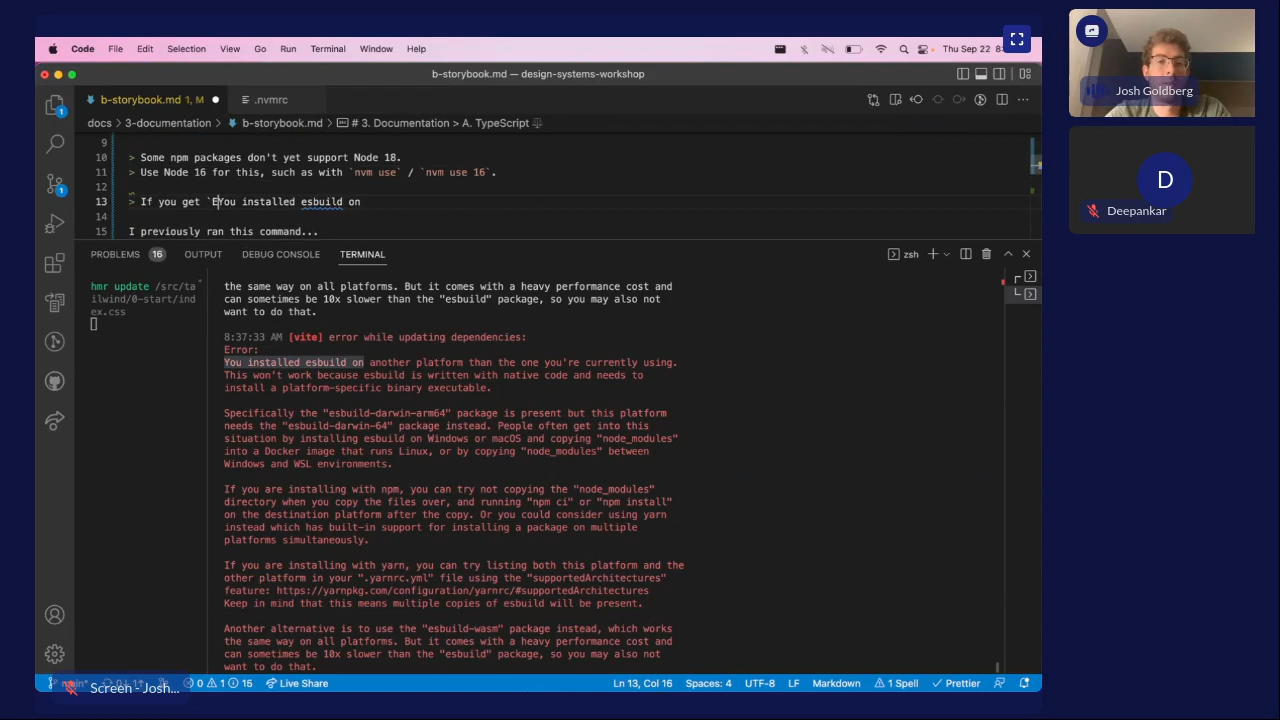 Code File Edit Selection View Go Run Terminal Window Help
Thu Sep 22 8
b-storybook.md — design-systems-workshop
b-storybook.md 1, M
.nvmrc
docs > 3-documentation > b-storybook.md > # 3. Documentation > A. TypeScript
9
10 > Some npm packages don't yet support Node 18.
11 > Use Node 16 for this, such as with `nvm use` / `nvm use 16`.
12
13 > If you get `EYou installed esbuild on
14
15 I previously ran this command...
PROBLEMS 16 OUTPUT DEBUG CONSOLE TERMINAL
zsh
hmr update /src/ta
ilwind/0-start/ind
ex.css
the same way on all platforms. But it comes with a heavy performance cost and
can sometimes be 10x slower than the "esbuild" package, so you may also not
want to do that.
8:37:33 AM [vite] error while updating dependencies:
Error:
You installed esbuild on another platform than the one you're currently using.
This won't work because esbuild is written with native code and needs to
install a platform-specific binary executable.
Specifically the "esbuild-darwin-arm64" package is present but this platform
needs the "esbuild-darwin-64" package instead. People often get into this
situation by installing esbuild on Windows or macOS and copying "node_modules"
into a Docker image that runs Linux, or by copying "node_modules" between
Windows and WSL environments.
If you are installing with npm, you can try not copying the "node_modules"
directory when you copy the files over, and running "npm ci" or "npm install"
on the destination platform after the copy. Or you could consider using yarn
instead which has built-in support for installing a package on multiple
platforms simultaneously.
If you are installing with yarn, you can try listing both this platform and the
other platform in your ".yarnrc.yml" file using the "supportedArchitectures"
feature: https://yarnpkg.com/configuration/yarnrc/#supportedArchitectures
Keep in mind that this means multiple copies of esbuild will be present.
Another alternative is to use the "esbuild-wasm" package instead, which works
the same way on all platforms. But it comes with a heavy performance cost and
can sometimes be 10x slower than the "esbuild" package, so you may also not
want to do that.
1
1
0 1 15 Live Share
Ln 13, Col 16 Spaces: 4 UTF-8 LF Markdown 1 Spell Prettier
Screen - Josh...
Josh Goldberg
D
Deepankar